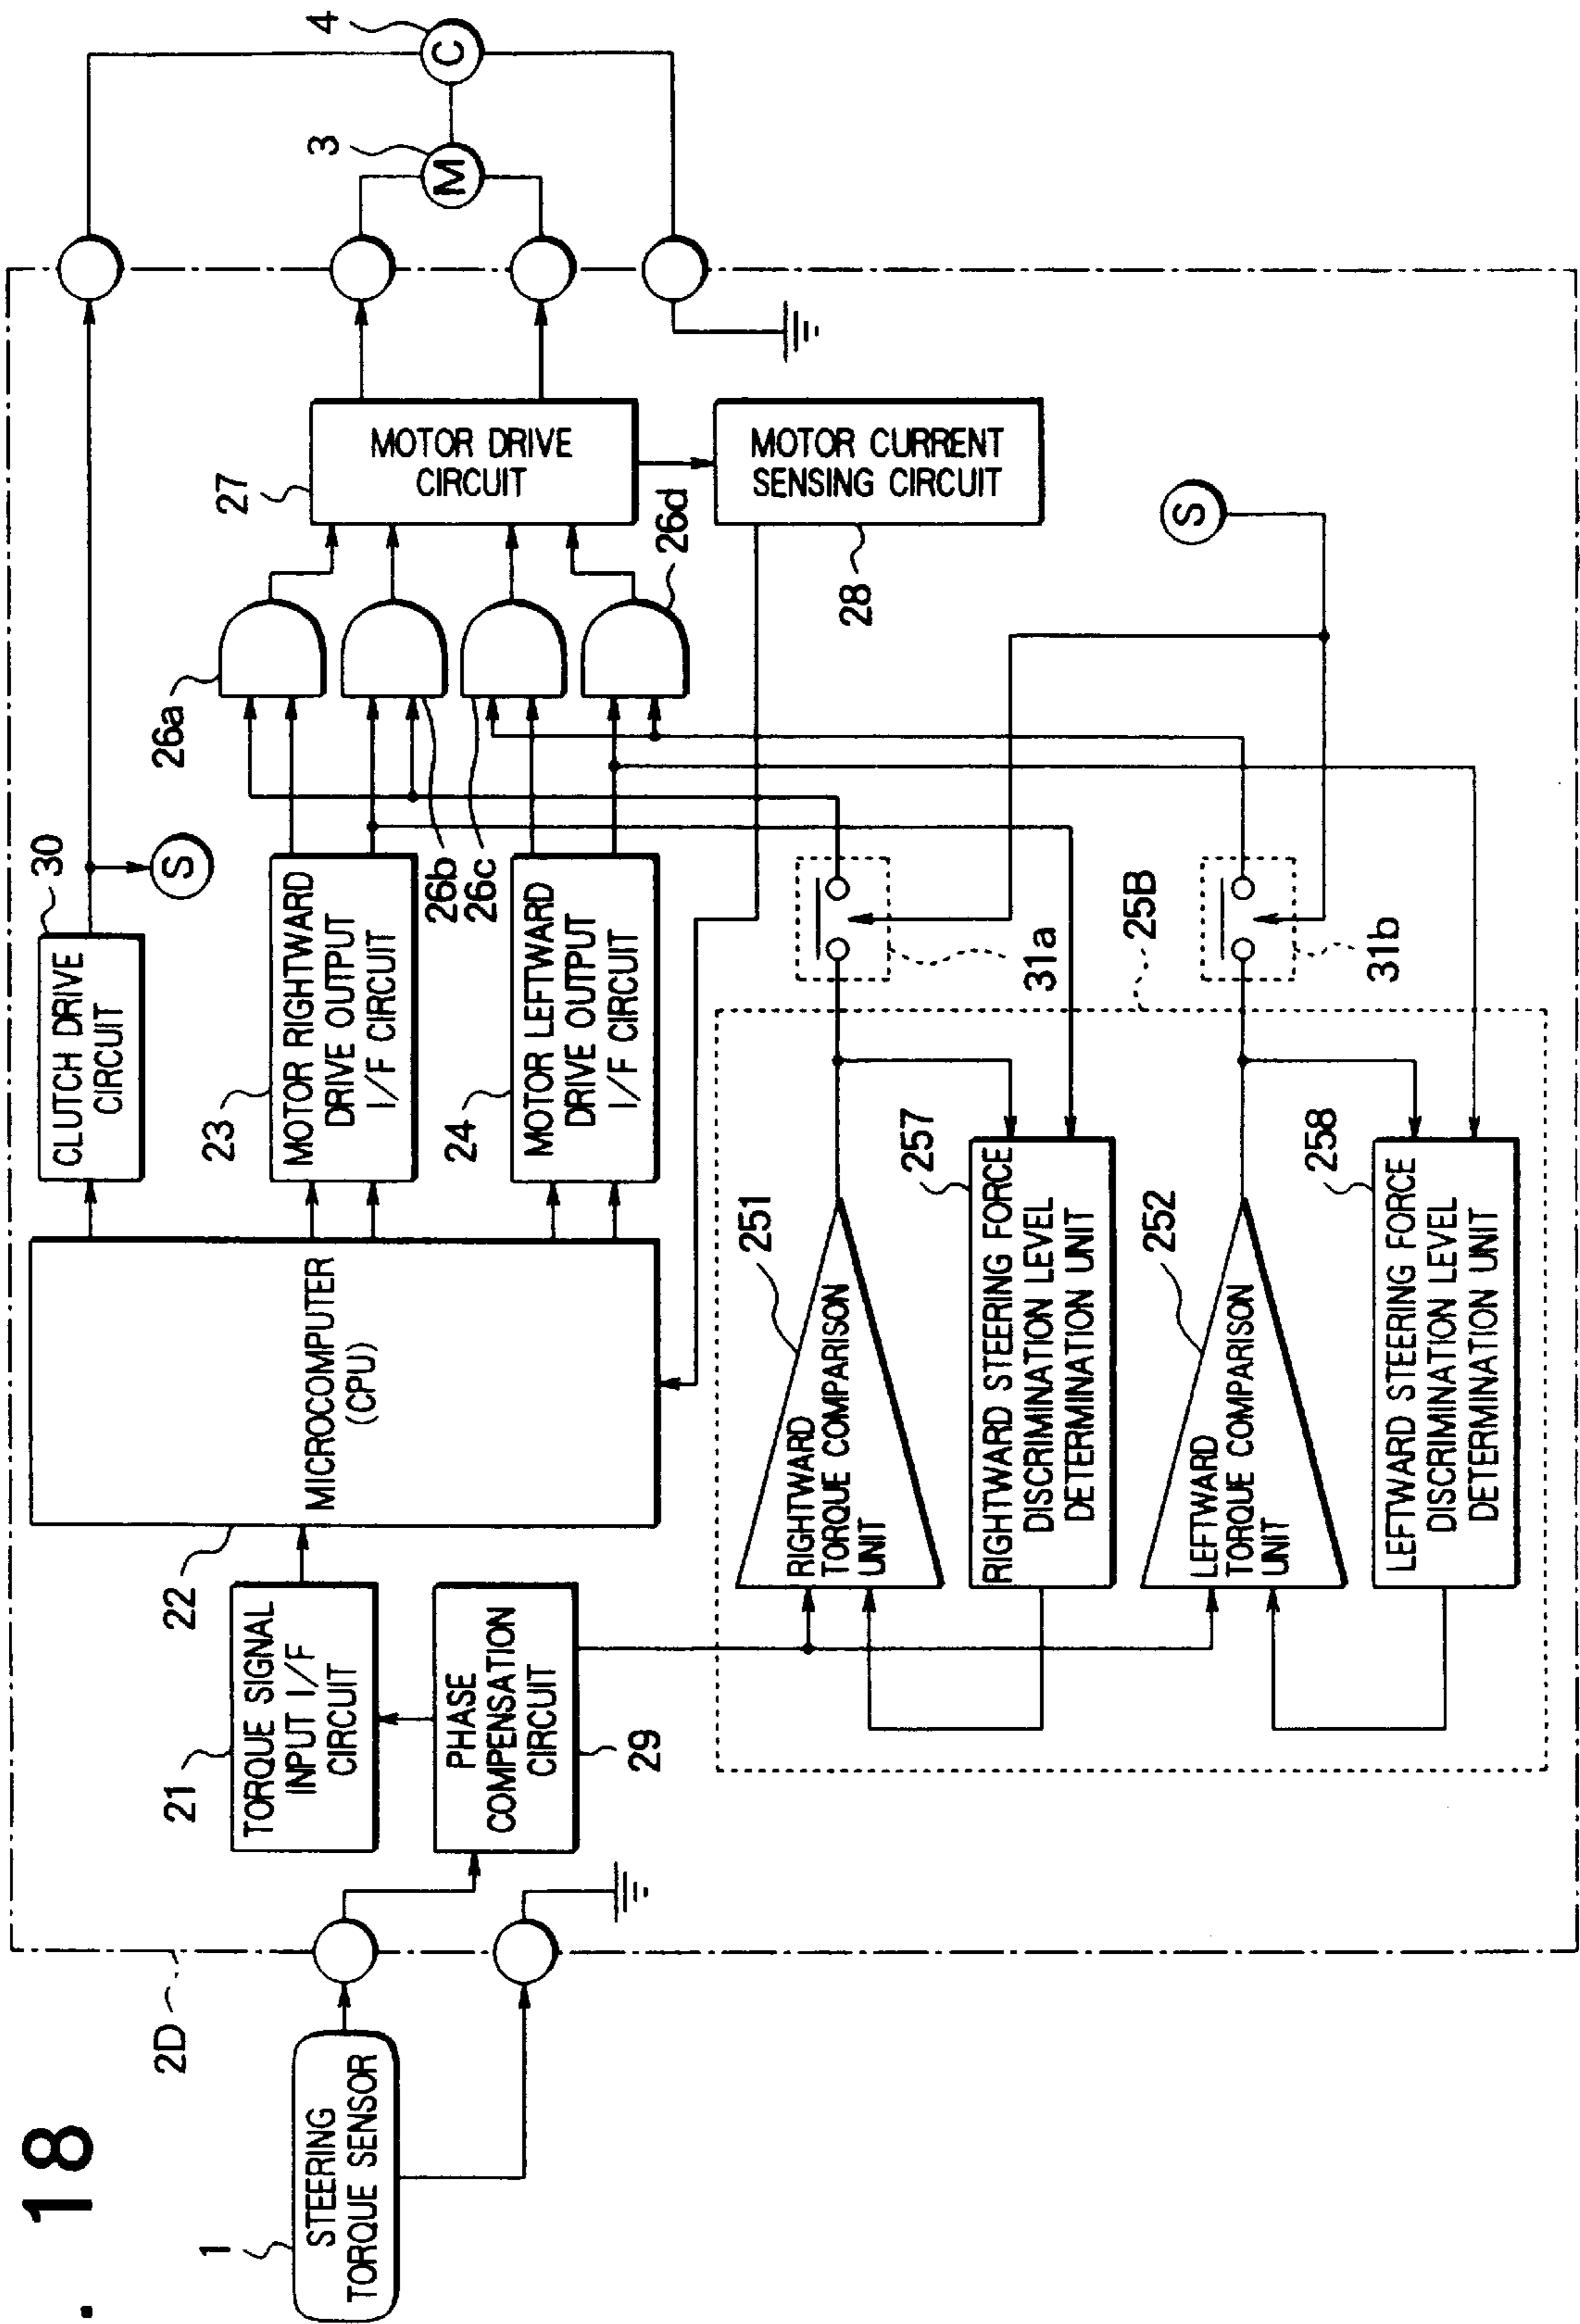 . 18
2D
1
STEERING
TORQUE SENSOR
21
TORQUE SIGNAL
INPUT I/F
CIRCUIT
PHASE
COMPENSATION
CIRCUIT
29
22
MICROCOMPUTER
(CPU)
30
CLUTCH DRIVE
CIRCUIT
S
23
MOTOR RIGHTWARD
DRIVE OUTPUT
I/F CIRCUIT
24
MOTOR LEFTWARD
DRIVE OUTPUT
I/F CIRCUIT
26a
26b
26c
26d
27
MOTOR DRIVE
CIRCUIT
MOTOR CURRENT
SENSING CIRCUIT
28
3
M
4
C
S
25B
31a
31b
251
RIGHTWARD
TORQUE COMPARISON
UNIT
257
RIGHTWARD STEERING FORCE
DISCRIMINATION LEVEL
DETERMINATION UNIT
252
LEFTWARD
TORQUE COMPARISON
UNIT
258
LEFTWARD STEERING FORCE
DISCRIMINATION LEVEL
DETERMINATION UNIT